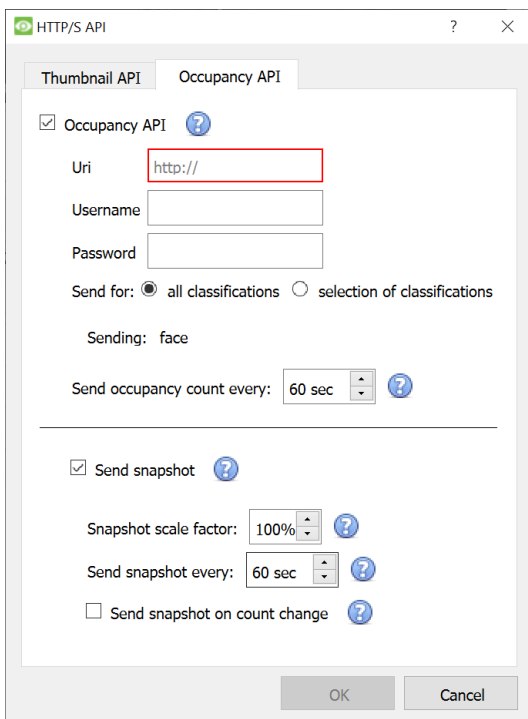 HTTP/S API ?
Thumbnail API Occupancy API
Occupancy API ?
Uri http://
Username
Password
Send for: all classifications selection of classifications
Sending: face
Send occupancy count every: 60 sec ?
Send snapshot ?
Snapshot scale factor: 100% ?
Send snapshot every: 60 sec ?
Send snapshot on count change ?
OK Cancel